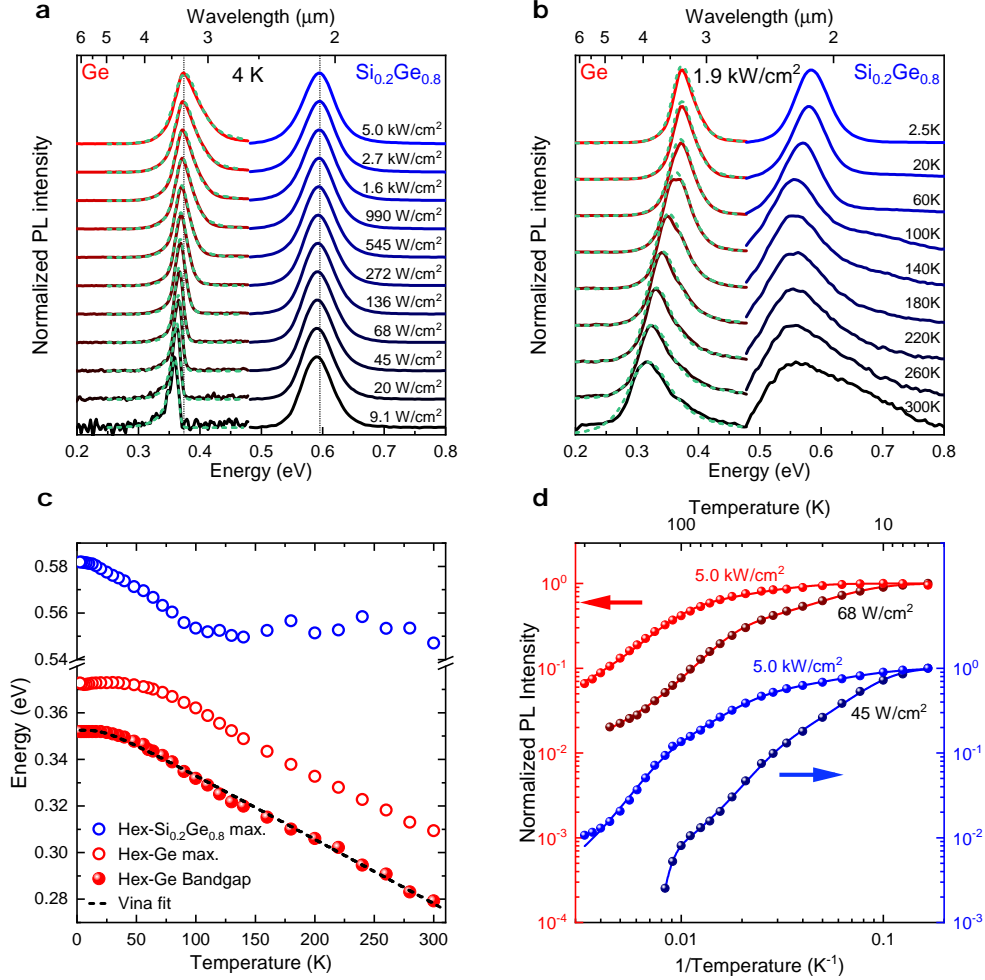 a
Wavelength (μm)
6 5 4 3 2
Ge
4 K
Si0.2Ge0.8
5.0 kW/cm2
2.7 kW/cm2
1.6 kW/cm2
990 W/cm2
545 W/cm2
272 W/cm2
136 W/cm2
68 W/cm2
45 W/cm2
20 W/cm2
9.1 W/cm2
Normalized PL intensity
0.2 0.3 0.4 0.5 0.6 0.7 0.8
Energy (eV)
b
Wavelength (μm)
6 5 4 3 2
Ge
1.9 kW/cm2
Si0.2Ge0.8
2.5K
20K
60K
100K
140K
180K
220K
260K
300K
Normalized PL intensity
0.2 0.3 0.4 0.5 0.6 0.7 0.8
Energy (eV)
c
0.58
0.56
0.54
0.36
0.34
0.32
0.30
0.28
Energy (eV)
Hex-Si0.2Ge0.8 max.
Hex-Ge max.
Hex-Ge Bandgap
Vina fit
0 50 100 150 200 250 300
Temperature (K)
d
Temperature (K)
100 10
5.0 kW/cm2
68 W/cm2
5.0 kW/cm2
45 W/cm2
Normalized PL Intensity
10^0
10^-1
10^-2
10^-3
10^-4
10^0
10^-1
10^-2
10^-3
0.01 0.1
1/Temperature (K-1)